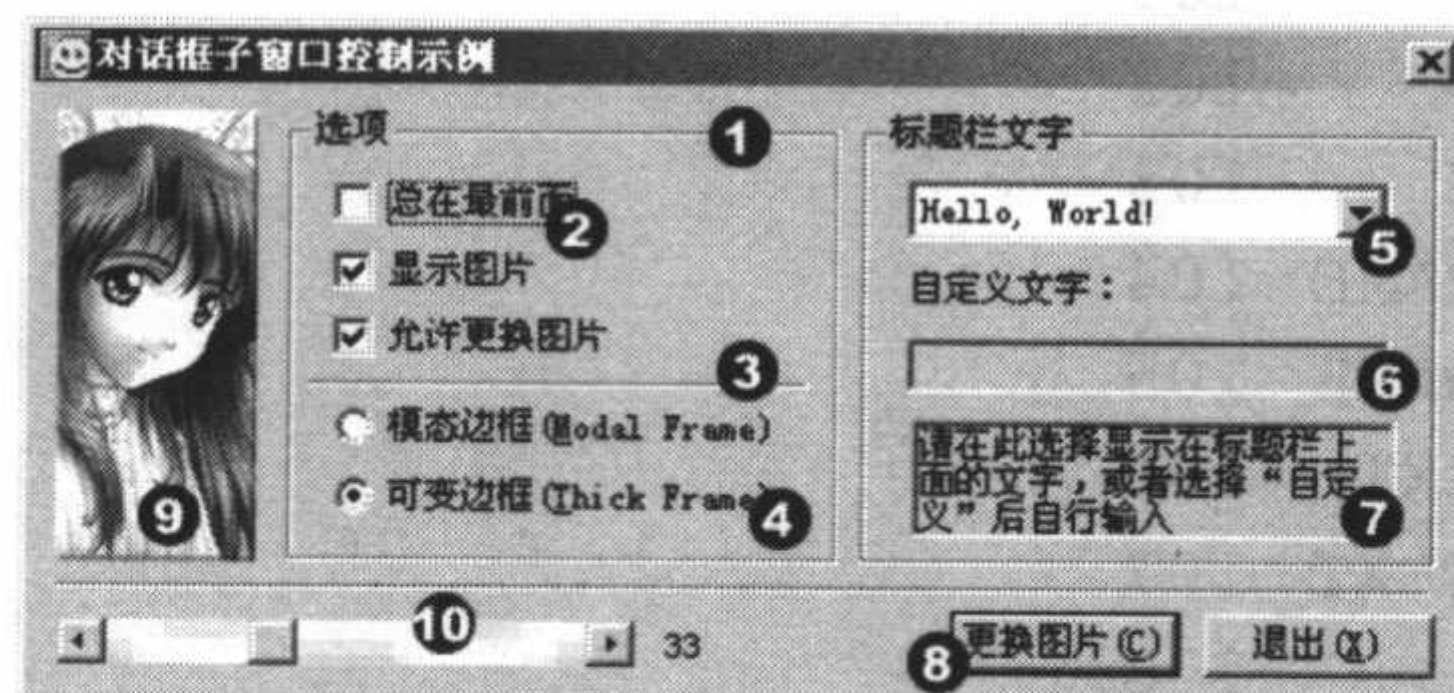 对话框子窗口控制示例
选项
1
总在最前面
2
显示图片
允许更换图片
3
模态边框(Modal Frame)
可变边框(Thick Frame)
4
标题栏文字
Hello, World!
5
自定义文字：
6
请在此选择显示在标题栏上
面的文字，或者选择“自定
义”后自行输入
7
9
10
33
8
更换图片(C)
退出(X)